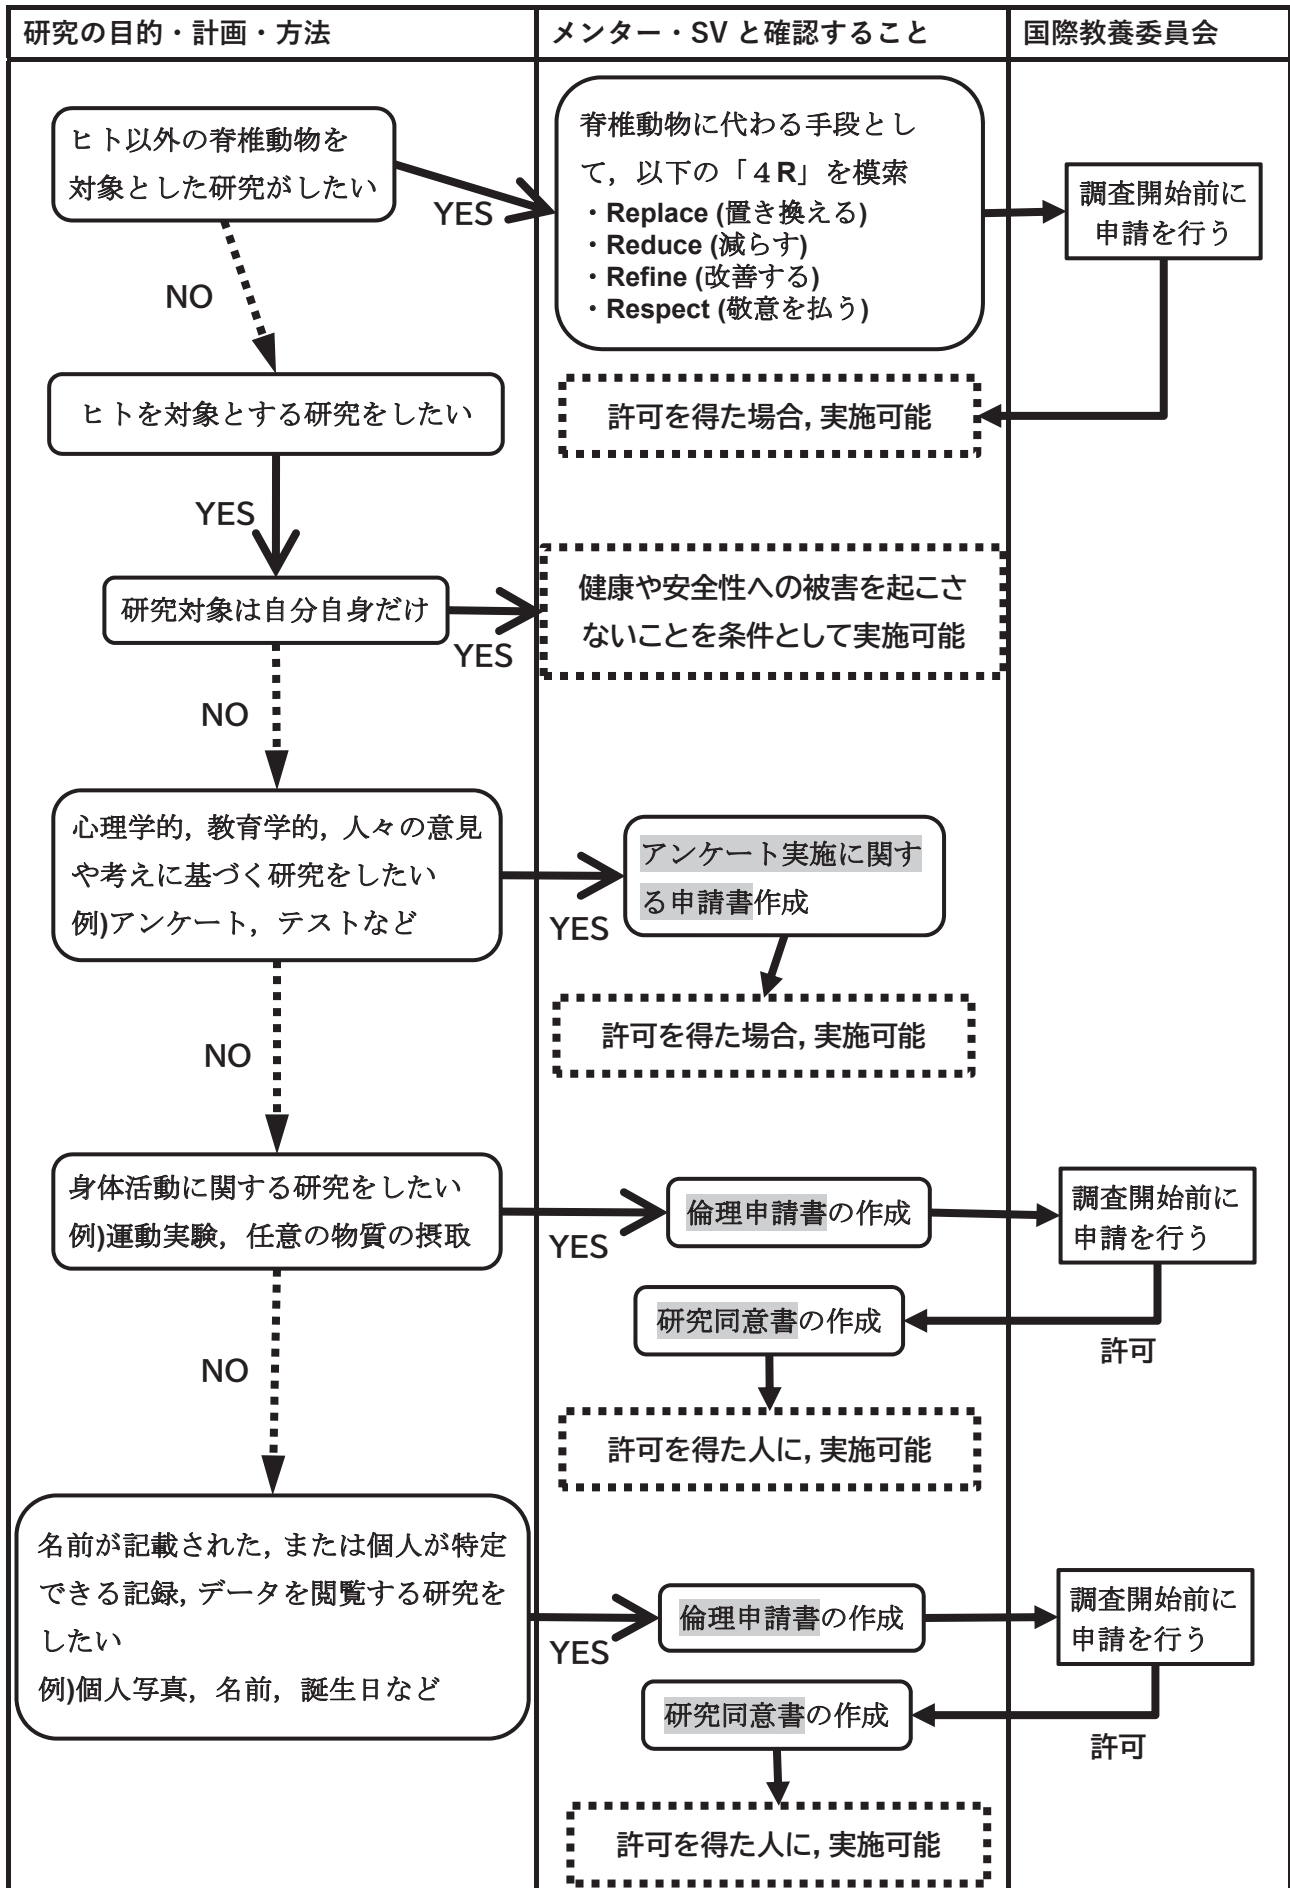 研究の目的・計画・方法
メンター・SV と確認すること
国際教養委員会
ヒト以外の脊椎動物を
対象とした研究がしたい
YES
脊椎動物に代わる手段とし
て，以下の「４R」を模索
・Replace (置き換える)
・Reduce (減らす)
・Refine (改善する)
・Respect (敬意を払う)
調査開始前に
申請を行う
NO
許可を得た場合, 実施可能
ヒトを対象とする研究をしたい
YES
研究対象は自分自身だけ
YES
健康や安全性への被害を起こさ
ないことを条件として実施可能
NO
心理学的, 教育学的, 人々の意見
や考えに基づく研究をしたい
例)アンケート，テストなど
YES
アンケート実施に関す
る申請書作成
許可を得た場合, 実施可能
NO
身体活動に関する研究をしたい
例)運動実験，任意の物質の摂取
YES
倫理申請書の作成
調査開始前に
申請を行う
許可
研究同意書の作成
許可を得た人に, 実施可能
NO
名前が記載された, または個人が特定
できる記録, データを閲覧する研究を
したい
例)個人写真，名前，誕生日など
YES
倫理申請書の作成
調査開始前に
申請を行う
許可
研究同意書の作成
許可を得た人に, 実施可能